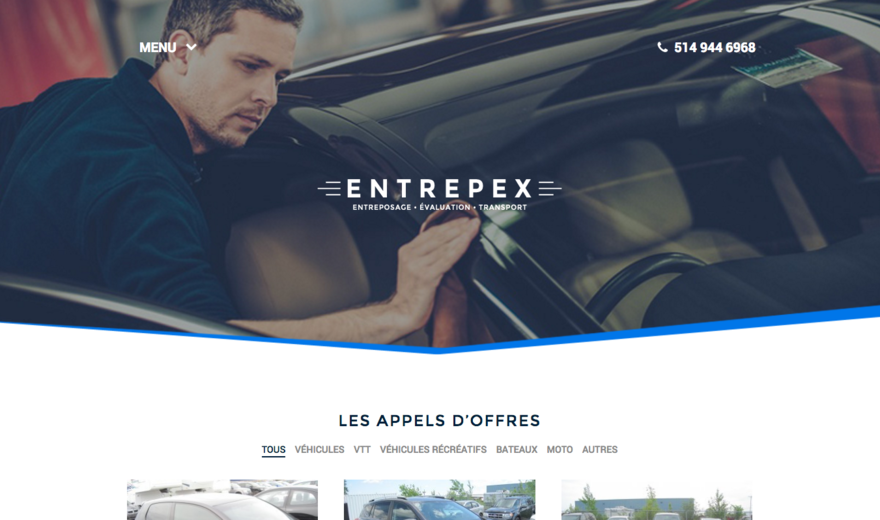 MENU
514 944 6968
ENTREPEX
ENTREPOSAGE • ÉVALUATION • TRANSPORT
LES APPELS D'OFFRES
TOUS VÉHICULES VTT VÉHICULES RÉCRÉATIFS BATEAUX MOTO AUTRES